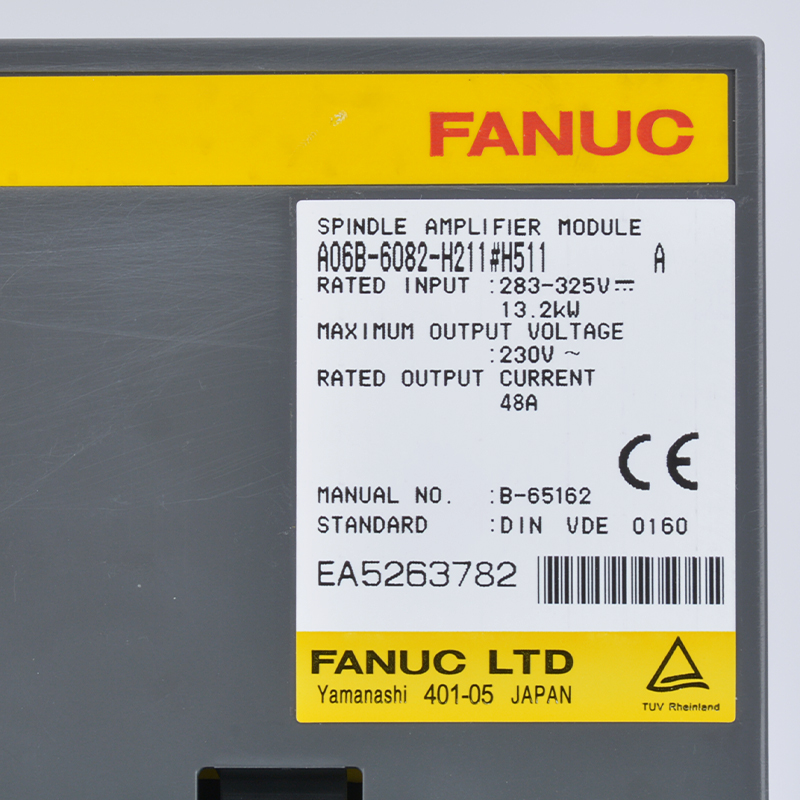 FANUC
SPINDLE AMPLIFIER MODULE
A06B-6082-H211#H511 A
RATED INPUT :283-325V⎓
13.2kW
MAXIMUM OUTPUT VOLTAGE
:230V ~
RATED OUTPUT CURRENT
48A
CE
MANUAL NO. :B-65162
STANDARD :DIN VDE 0160
EA5263782
FANUC LTD
Yamanashi 401-05 JAPAN
TUV Rheinland